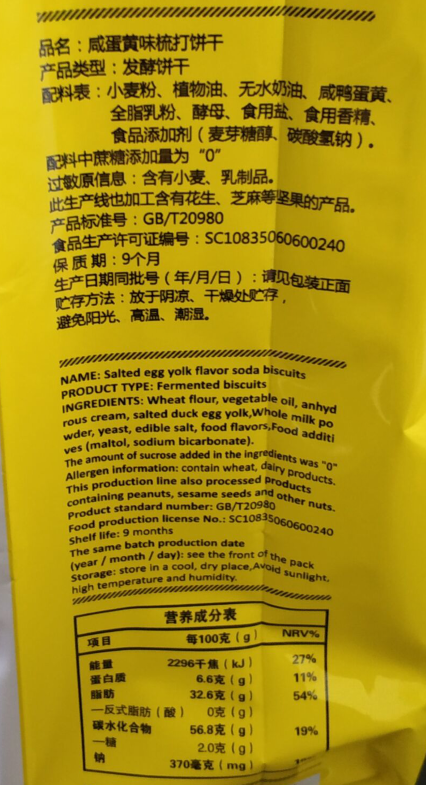 品名：咸蛋黄味梳打饼干
产品类型：发酵饼干
配料表：小麦粉、植物油、无水奶油、咸鸭蛋黄、
全脂乳粉、酵母、食用盐、食用香精、
食品添加剂（麦芽糖醇、碳酸氢钠）。
配料中蔗糖添加量为“0”
过敏原信息：含有小麦、乳制品。
此生产线也加工含有花生、芝麻等坚果的产品。
产品标准号：GB/T20980
食品生产许可证编号：SC10835060600240
保 质 期：9个月
生产日期同批号（年/月/日）：请见包装正面
贮存方法：放于阴凉、干燥处贮存，
避免阳光、高温、潮湿。
NAME: Salted egg yolk flavor soda biscuits
PRODUCT TYPE: Fermented biscuits
INGREDIENTS: Wheat flour, vegetable oil, anhyd
rous cream, salted duck egg yolk,Whole milk po
wder, yeast, edible salt, food flavors,Food additi
ves (maltol, sodium bicarbonate).
The amount of sucrose added in the ingredients was "0"
Allergen information: contain wheat, dairy products.
This production line also processed products
containing peanuts, sesame seeds and other nuts.
Product standard number: GB/T20980
Food production license No.: SC10835060600240
Shelf life: 9 months
The same batch production date
(year / month / day): see the front of the pack
Storage: store in a cool, dry place,Avoid sunlight,
high temperature and humidity.
营养成分表
项目 每100克（g） NRV%
能量 2296千焦（kJ） 27%
蛋白质 6.6克（g） 11%
脂肪 32.6克（g） 54%
—反式脂肪（酸） 0克（g）
碳水化合物 56.8克（g） 19%
—糖 2.0克（g）
钠 370毫克（mg）